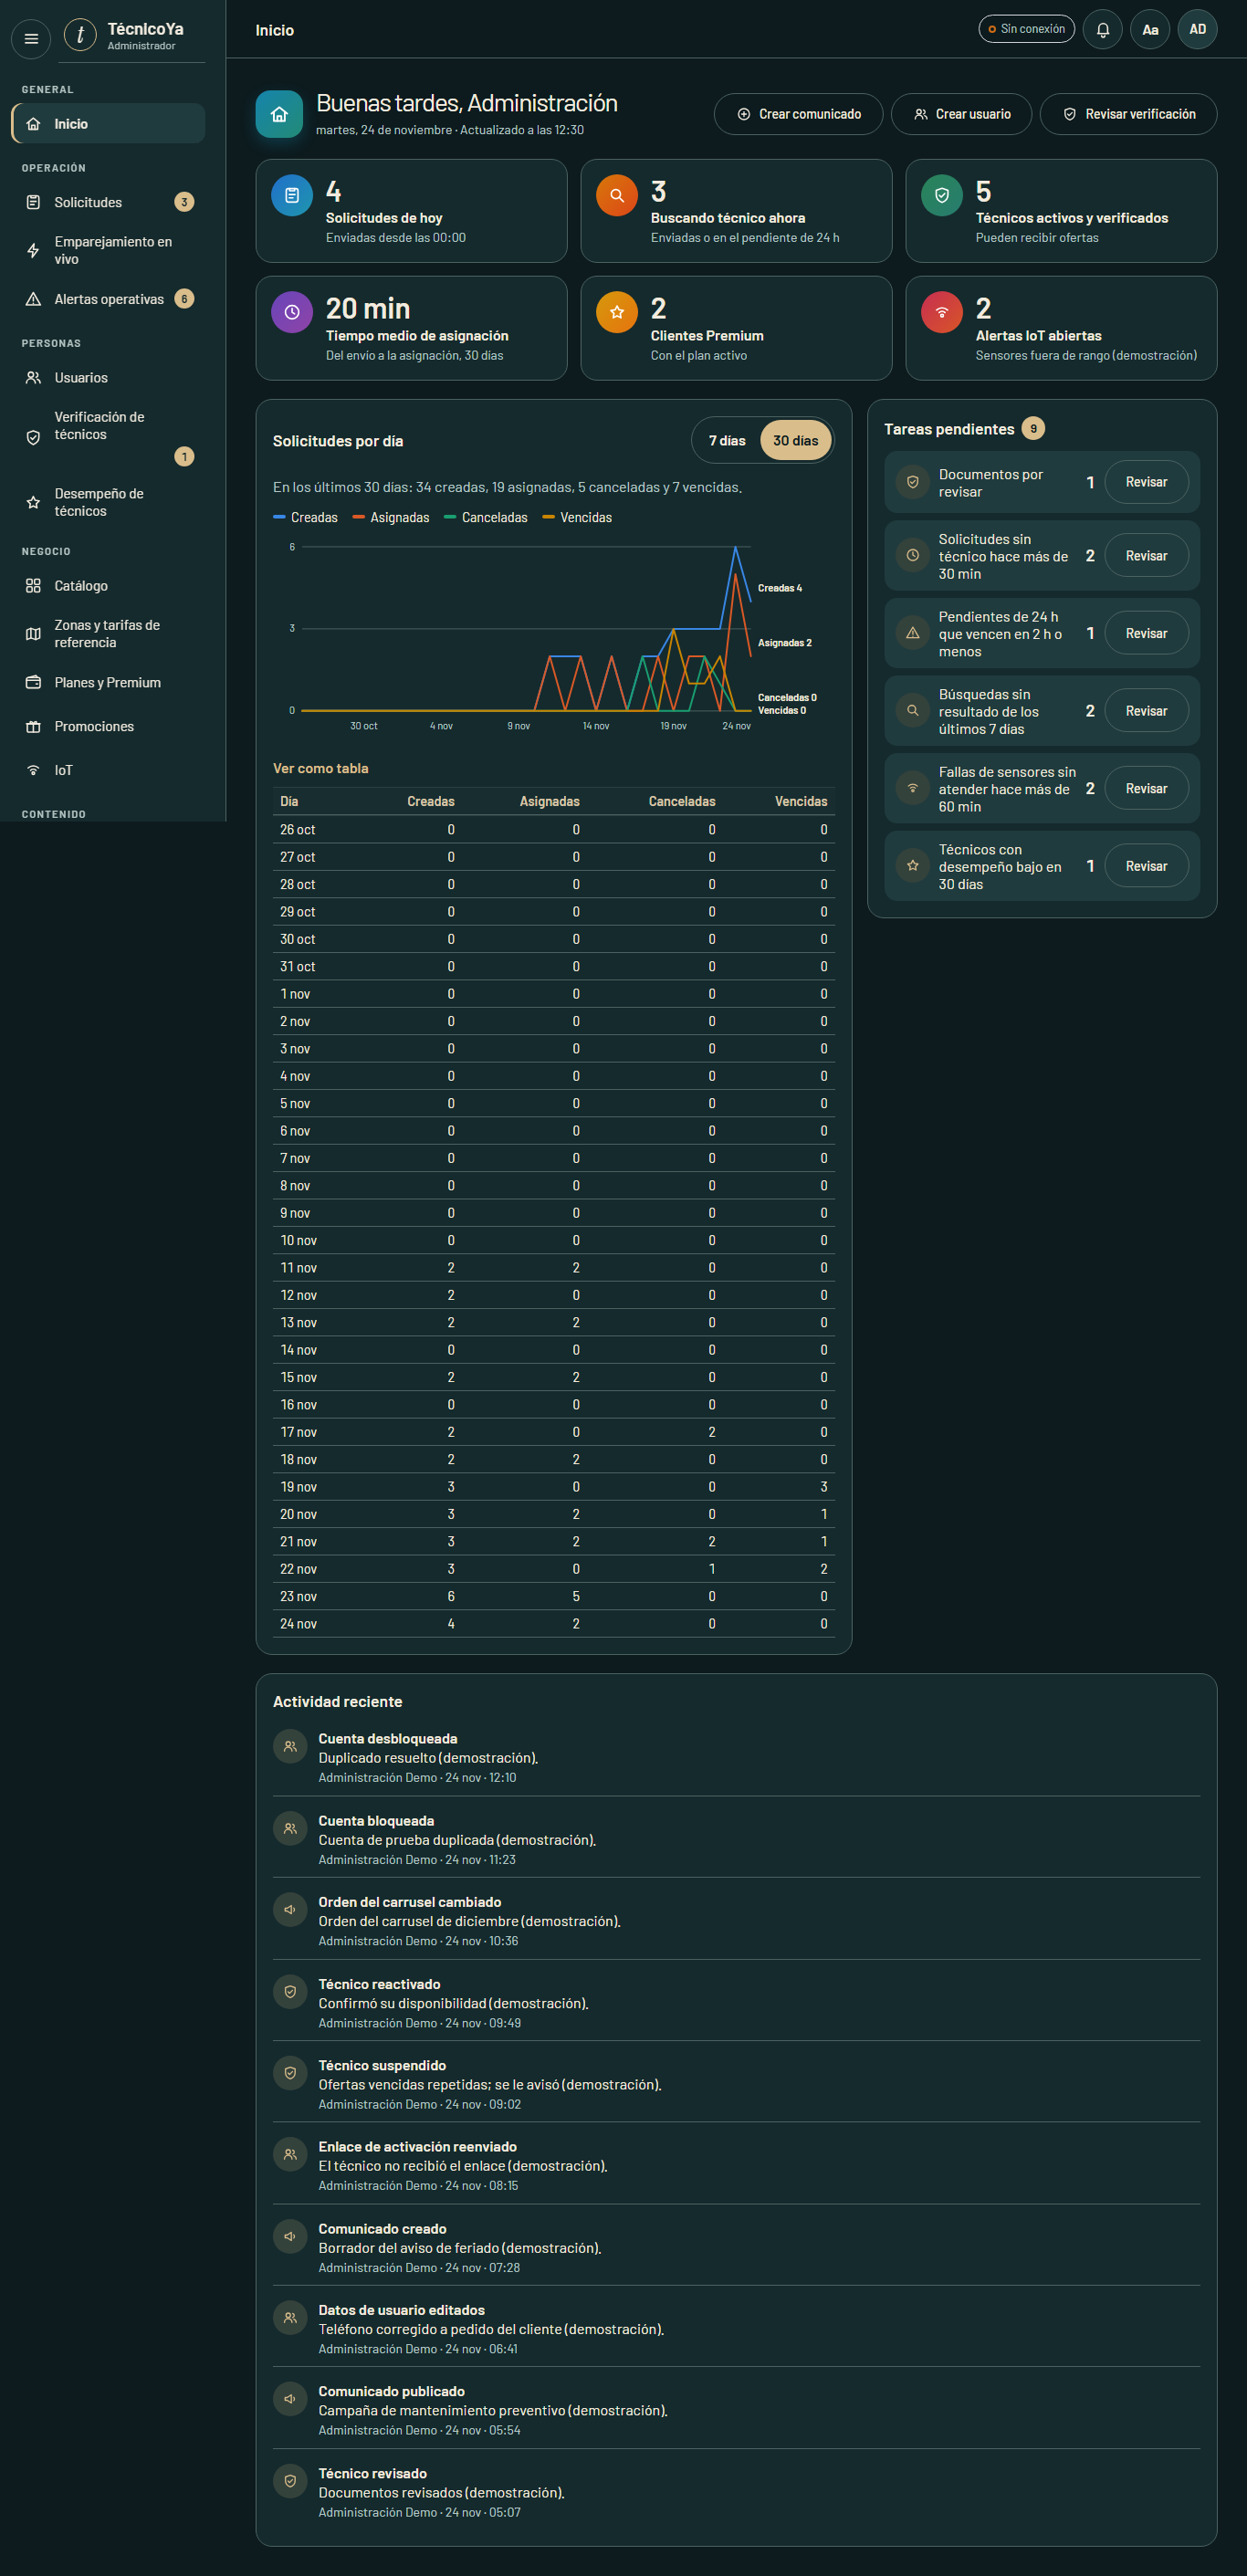 t
TécnicoYa
Administrador
GENERAL
Inicio
OPERACIÓN
Solicitudes 3
Emparejamiento en
vivo
Alertas operativas 6
PERSONAS
Usuarios
Verificación de
técnicos
1
Desempeño de
técnicos
NEGOCIO
Catálogo
Zonas y tarifas de
referencia
Planes y Premium
Promociones
IoT
CONTENIDO
Inicio
Sin conexión
Aa
AD
Buenas tardes, Administración
martes, 24 de noviembre · Actualizado a las 12:30
Crear comunicado
Crear usuario
Revisar verificación
4
Solicitudes de hoy
Enviadas desde las 00:00
3
Buscando técnico ahora
Enviadas o en el pendiente de 24 h
5
Técnicos activos y verificados
Pueden recibir ofertas
20 min
Tiempo medio de asignación
Del envío a la asignación, 30 días
2
Clientes Premium
Con el plan activo
2
Alertas IoT abiertas
Sensores fuera de rango (demostración)
Solicitudes por día
7 días
30 días
En los últimos 30 días: 34 creadas, 19 asignadas, 5 canceladas y 7 vencidas.
Creadas Asignadas Canceladas Vencidas
6
3
0
Creadas 4
Asignadas 2
Canceladas 0
Vencidas 0
30 oct 4 nov 9 nov 14 nov 19 nov 24 nov
Ver como tabla
Día Creadas Asignadas Canceladas Vencidas
26 oct 0 0 0 0
27 oct 0 0 0 0
28 oct 0 0 0 0
29 oct 0 0 0 0
30 oct 0 0 0 0
31 oct 0 0 0 0
1 nov 0 0 0 0
2 nov 0 0 0 0
3 nov 0 0 0 0
4 nov 0 0 0 0
5 nov 0 0 0 0
6 nov 0 0 0 0
7 nov 0 0 0 0
8 nov 0 0 0 0
9 nov 0 0 0 0
10 nov 0 0 0 0
11 nov 2 2 0 0
12 nov 2 0 0 0
13 nov 2 2 0 0
14 nov 0 0 0 0
15 nov 2 2 0 0
16 nov 0 0 0 0
17 nov 2 0 2 0
18 nov 2 2 0 0
19 nov 3 0 0 3
20 nov 3 2 0 1
21 nov 3 2 2 1
22 nov 3 0 1 2
23 nov 6 5 0 0
24 nov 4 2 0 0
Tareas pendientes 9
Documentos por
revisar
1
Revisar
Solicitudes sin
técnico hace más de
30 min
2
Revisar
Pendientes de 24 h
que vencen en 2 h o
menos
1
Revisar
Búsquedas sin
resultado de los
últimos 7 días
2
Revisar
Fallas de sensores sin
atender hace más de
60 min
2
Revisar
Técnicos con
desempeño bajo en
30 días
1
Revisar
Actividad reciente
Cuenta desbloqueada
Duplicado resuelto (demostración).
Administración Demo · 24 nov · 12:10
Cuenta bloqueada
Cuenta de prueba duplicada (demostración).
Administración Demo · 24 nov · 11:23
Orden del carrusel cambiado
Orden del carrusel de diciembre (demostración).
Administración Demo · 24 nov · 10:36
Técnico reactivado
Confirmó su disponibilidad (demostración).
Administración Demo · 24 nov · 09:49
Técnico suspendido
Ofertas vencidas repetidas; se le avisó (demostración).
Administración Demo · 24 nov · 09:02
Enlace de activación reenviado
El técnico no recibió el enlace (demostración).
Administración Demo · 24 nov · 08:15
Comunicado creado
Borrador del aviso de feriado (demostración).
Administración Demo · 24 nov · 07:28
Datos de usuario editados
Teléfono corregido a pedido del cliente (demostración).
Administración Demo · 24 nov · 06:41
Comunicado publicado
Campaña de mantenimiento preventivo (demostración).
Administración Demo · 24 nov · 05:54
Técnico revisado
Documentos revisados (demostración).
Administración Demo · 24 nov · 05:07